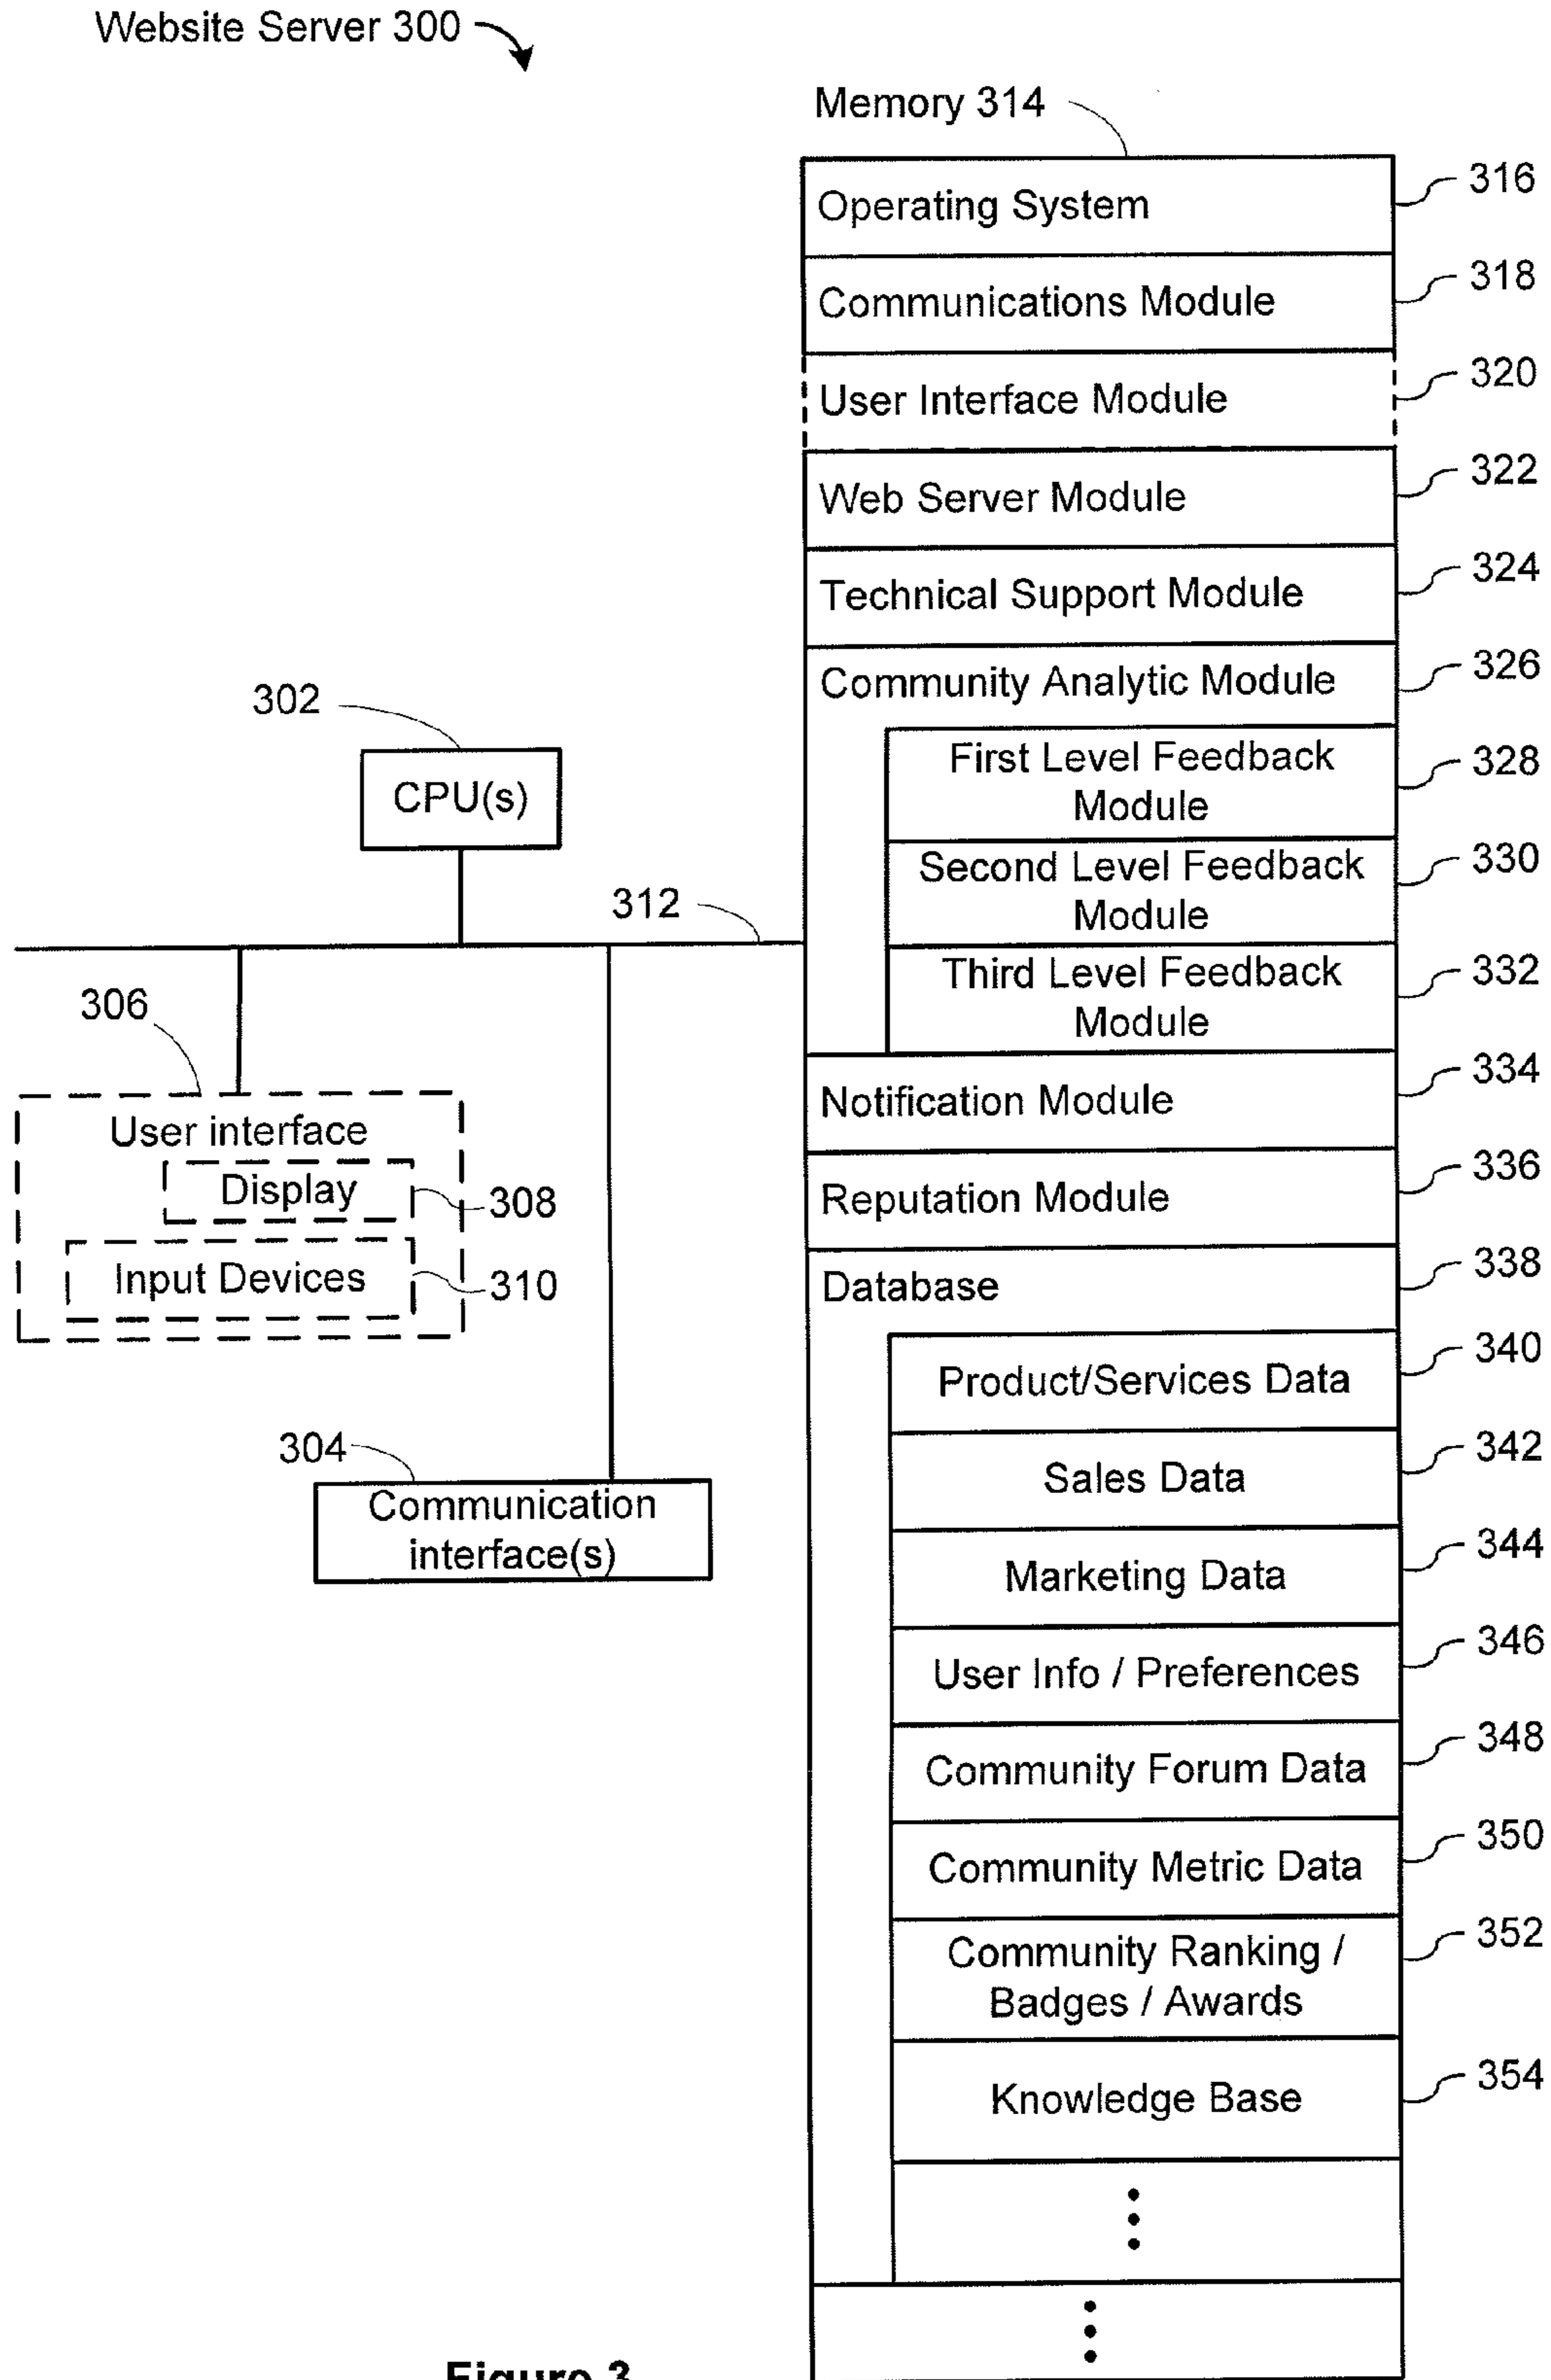 Website Server 300
Memory 314
Operating System
316
Communications Module
318
User Interface Module
320
Web Server Module
322
Technical Support Module
324
Community Analytic Module
326
First Level Feedback
Module
328
Second Level Feedback
Module
330
Third Level Feedback
Module
332
Notification Module
334
Reputation Module
336
Database
338
Product/Services Data
340
Sales Data
342
Marketing Data
344
User Info / Preferences
346
Community Forum Data
348
Community Metric Data
350
Community Ranking /
Badges / Awards
352
Knowledge Base
354
302
CPU(s)
312
306
User interface
Display
308
Input Devices
310
304
Communication
interface(s)
Figure 3